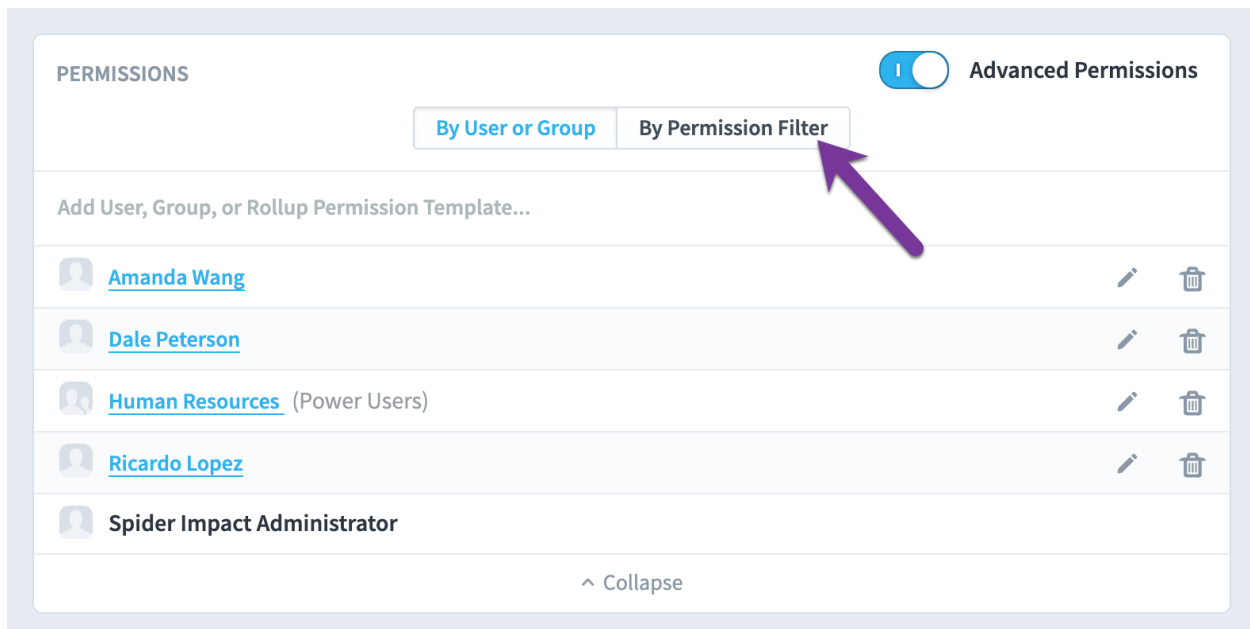 PERMISSIONS
Advanced Permissions
By User or Group
By Permission Filter
Add User, Group, or Rollup Permission Template...
Amanda Wang
Dale Peterson
Human Resources (Power Users)
Ricardo Lopez
Spider Impact Administrator
Collapse